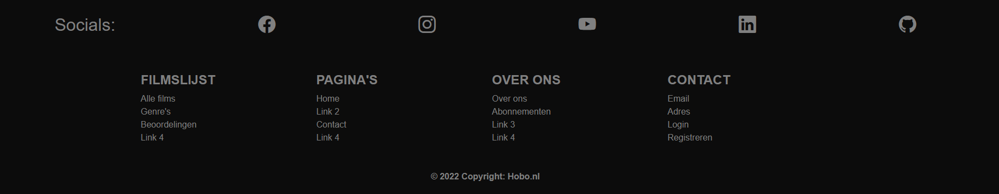 Socials:
FILMSLIJST
Alle films
Genre's
Beoordelingen
Link 4
PAGINA'S
Home
Link 2
Contact
Link 4
OVER ONS
Over ons
Abonnementen
Link 3
Link 4
CONTACT
Email
Adres
Login
Registreren
© 2022 Copyright: Hobo.nl